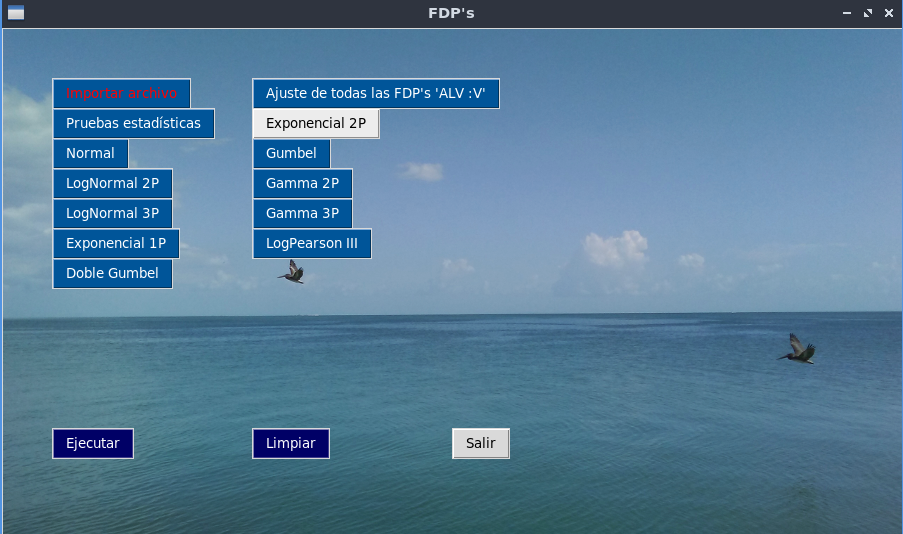 FDP's
Importar archivo
Ajuste de todas las FDP's 'ALV :V'
Pruebas estadísticas
Exponencial 2P
Normal
Gumbel
LogNormal 2P
Gamma 2P
LogNormal 3P
Gamma 3P
Exponencial 1P
LogPearson III
Doble Gumbel
Ejecutar
Limpiar
Salir